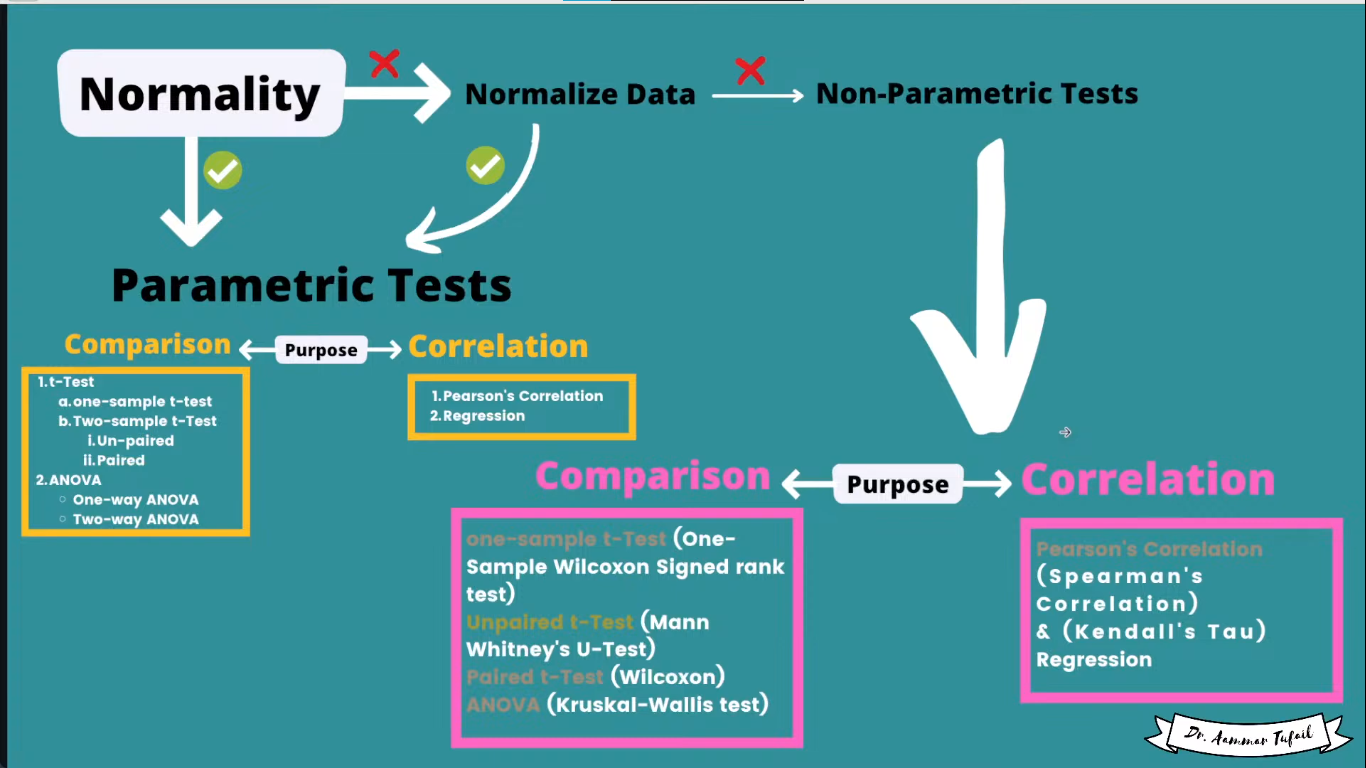 Normality
Normalize Data
Non-Parametric Tests
Parametric Tests
Comparison
Purpose
Correlation
1.t-Test
a.one-sample t-test
b.Two-sample t-Test
i.Un-paired
ii.Paired
2.ANOVA
One-way ANOVA
Two-way ANOVA
1.Pearson's Correlation
2.Regression
Comparison
Purpose
Correlation
one-sample t-Test (One-
Sample Wilcoxon Signed rank
test)
Unpaired t-Test (Mann
Whitney's U-Test)
Paired t-Test (Wilcoxon)
ANOVA (Kruskal-Wallis test)
Pearson's Correlation
(Spearman's
Correlation)
& (Kendall's Tau)
Regression
Dr. Aammar Tufail